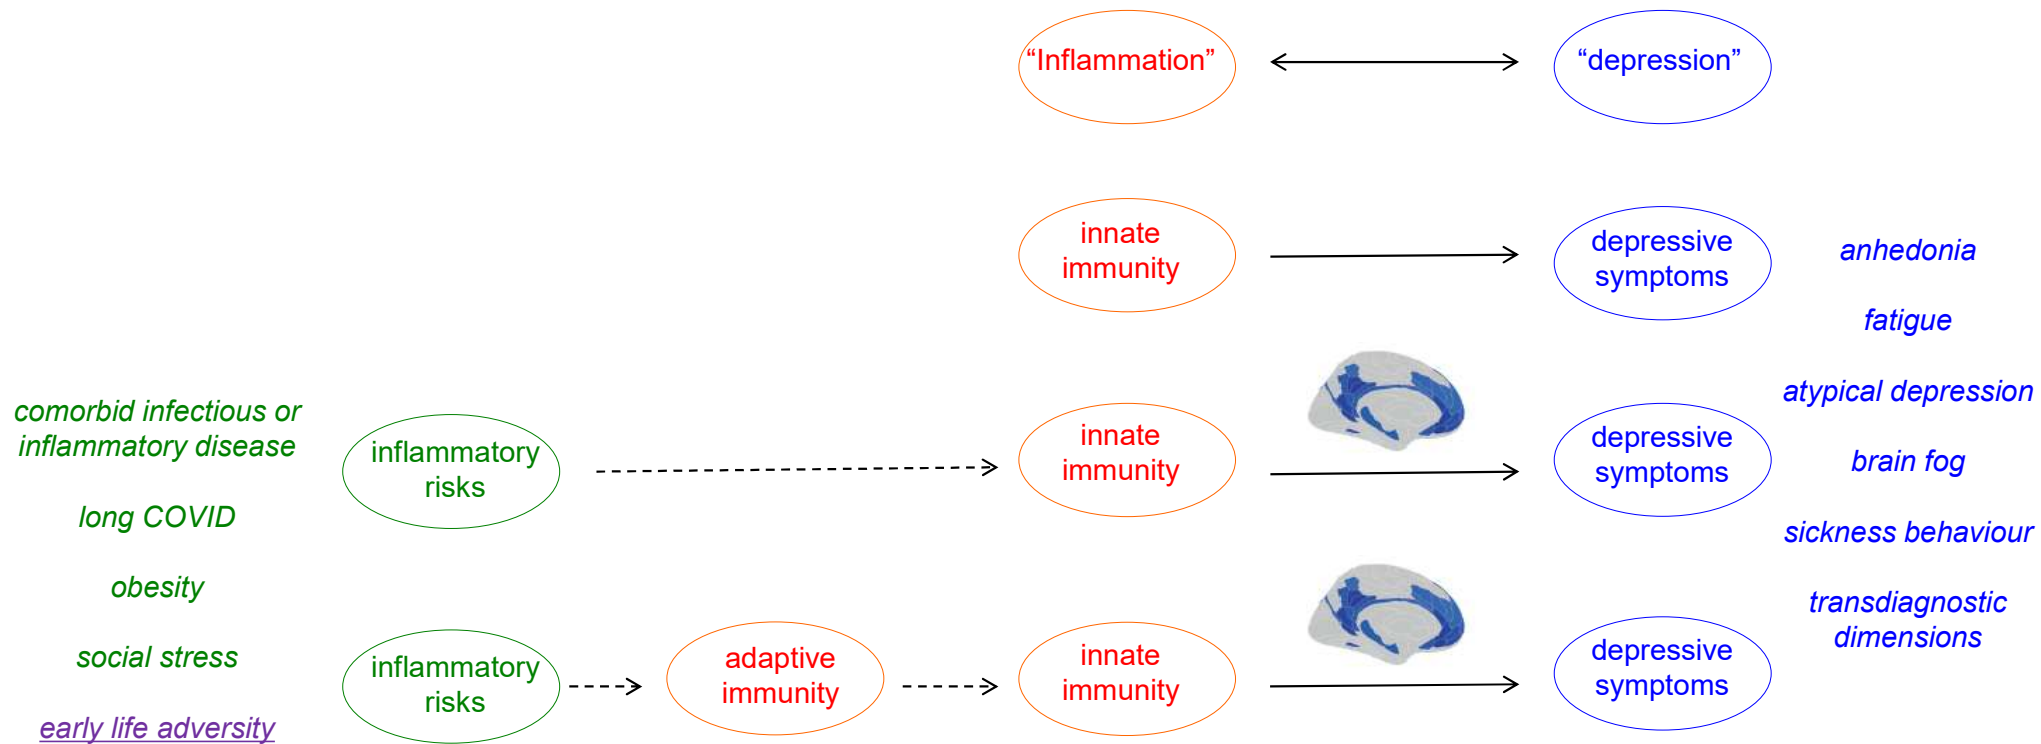 “Inflammation”
“depression”
innate
immunity
depressive
symptoms
anhedonia
fatigue
atypical depression
brain fog
sickness behaviour
transdiagnostic
dimensions
comorbid infectious or
inflammatory disease
long COVID
obesity
social stress
early life adversity
inflammatory
risks
innate
immunity
depressive
symptoms
inflammatory
risks
adaptive
immunity
innate
immunity
depressive
symptoms